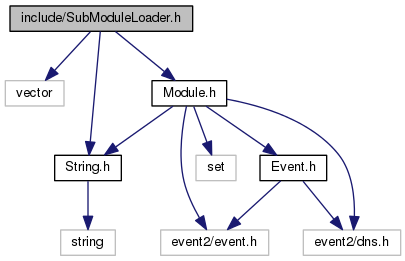 include/SubModuleLoader.h
vector
Module.h
String.h
set
Event.h
string
event2/event.h
event2/dns.h